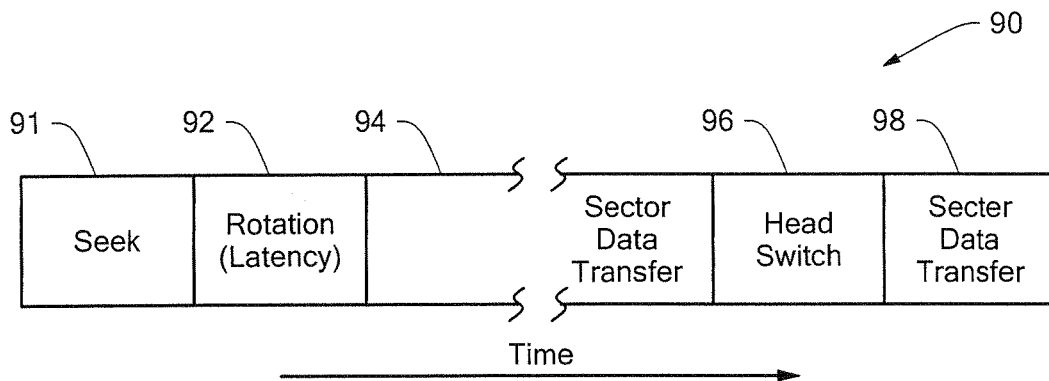 90
91
92
94
96
98
Seek
Rotation
(Latency)
Sector
Data
Transfer
Head
Switch
Secter
Data
Transfer
Time